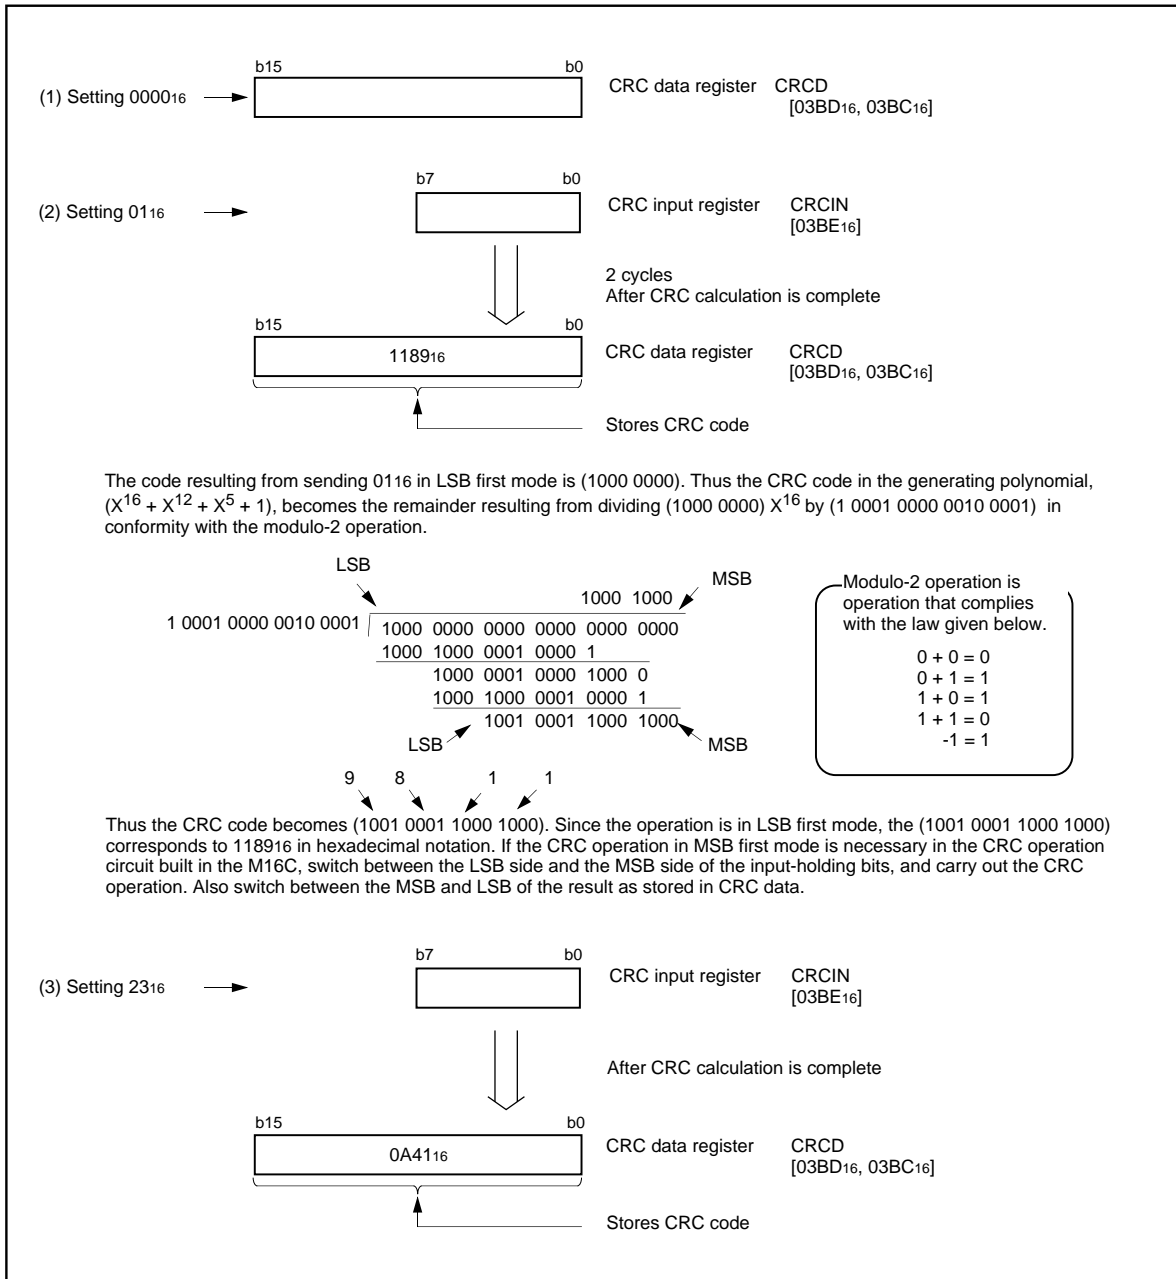 b15 b0
(1) Setting 0000₁₆ CRC data register CRCD
[03BD₁₆, 03BC₁₆]
b7 b0
(2) Setting 01₁₆ CRC input register CRCIN
[03BE₁₆]
2 cycles
After CRC calculation is complete
b15 b0
1189₁₆ CRC data register CRCD
[03BD₁₆, 03BC₁₆]
Stores CRC code
The code resulting from sending 01₁₆ in LSB first mode is (1000 0000). Thus the CRC code in the generating polynomial,
(X¹⁶ + X¹² + X⁵ + 1), becomes the remainder resulting from dividing (1000 0000) X¹⁶ by (1 0001 0000 0010 0001) in
conformity with the modulo-2 operation.
LSB MSB
1000 1000
1 0001 0000 0010 0001 1000 0000 0000 0000 0000 0000
1000 1000 0001 0000 1
1000 0001 0000 1000 0
1000 1000 0001 0000 1
1001 0001 1000 1000
LSB MSB
Modulo-2 operation is
operation that complies
with the law given below.
0 + 0 = 0
0 + 1 = 1
1 + 0 = 1
1 + 1 = 0
-1 = 1
9 8 1 1
Thus the CRC code becomes (1001 0001 1000 1000). Since the operation is in LSB first mode, the (1001 0001 1000 1000)
corresponds to 1189₁₆ in hexadecimal notation. If the CRC operation in MSB first mode is necessary in the CRC operation
circuit built in the M16C, switch between the LSB side and the MSB side of the input-holding bits, and carry out the CRC
operation. Also switch between the MSB and LSB of the result as stored in CRC data.
b7 b0
(3) Setting 23₁₆ CRC input register CRCIN
[03BE₁₆]
After CRC calculation is complete
b15 b0
0A41₁₆ CRC data register CRCD
[03BD₁₆, 03BC₁₆]
Stores CRC code